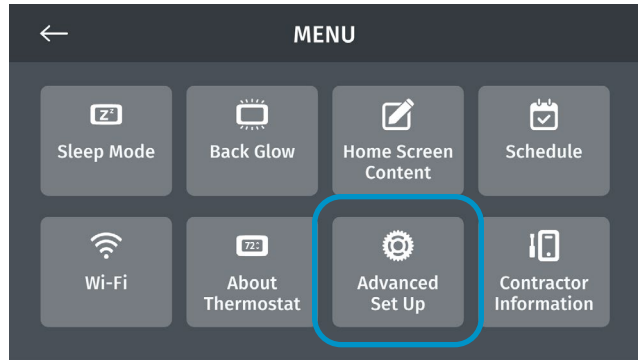 MENU
Sleep Mode
Back Glow
Home Screen
Content
Schedule
Wi-Fi
About
Thermostat
Advanced
Set Up
Contractor
Information